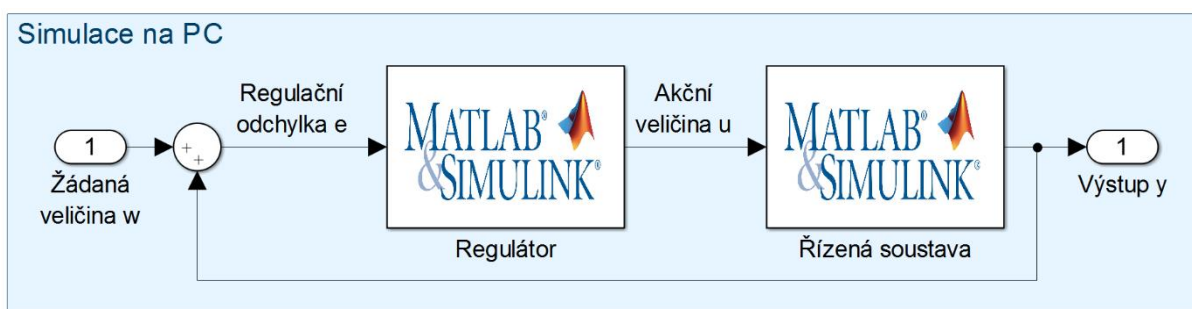 Simulace na PC
Regulační
odchylka e
Akční
veličina u
1
+
+
MATLAB®
&SIMULINK®
MATLAB®
&SIMULINK®
1
Žádaná
veličina w
Regulátor
Řízená soustava
Výstup y